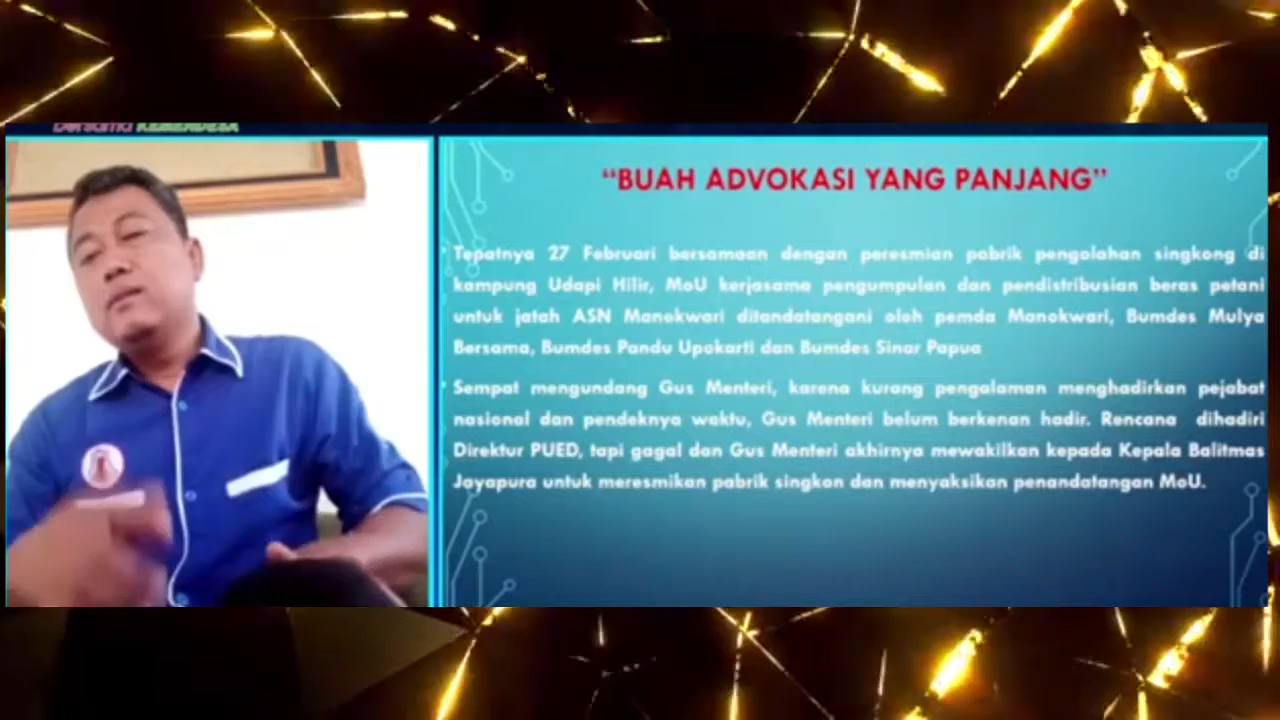 KEMENDESA
“BUAH ADVOKASI YANG PANJANG”
Tepatnya 27 Februari bersamaan dengan peresmian pabrik pengolahan singkong di
kampung Udapi Hilir, MoU kerjasama pengumpulan dan pendistribusian beras petani
untuk jatah ASN Manokwari ditandatangani oleh pemda Manokwari, Bumdes Mulya
Bersama, Bumdes Pandu Upokarti dan Bumdes Sinar Papua
Sempat mengundang Gus Menteri, karena kurang pengalaman menghadirkan pejabat
nasional dan pendeknya waktu, Gus Menteri belum berkenan hadir. Rencana dihadiri
Direktur PUED, tapi gagal dan Gus Menteri akhirnya mewakilkan kepada Kepala Balitmas
Jayapura untuk meresmikan pabrik singkon dan menyaksikan penandatangan MoU.